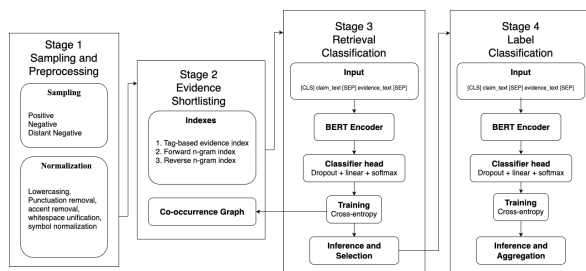 Stage 1
Sampling and
Preprocessing
Sampling
Positive
Negative
Distant Negative
Normalization
Lowercasing,
Punctuation removal,
accent removal,
whitespace unification,
symbol normalization
Stage 2
Evidence
Shortlisting
Indexes
1. Tag-based evidence index
2. Forward n-gram index
3. Reverse n-gram index
Co-occurrence Graph
Stage 3
Retrieval
Classification
Input
[CLS] claim_text [SEP] evidence_text [SEP]
BERT Encoder
Classifier head
Dropout + linear + softmax
Training
Cross-entropy
Inference and
Selection
Stage 4
Label
Classification
Input
[CLS] claim_text [SEP] evidence_text [SEP]
BERT Encoder
Classifier head
Dropout + linear + softmax
Training
Cross-entropy
Inference and
Aggregation